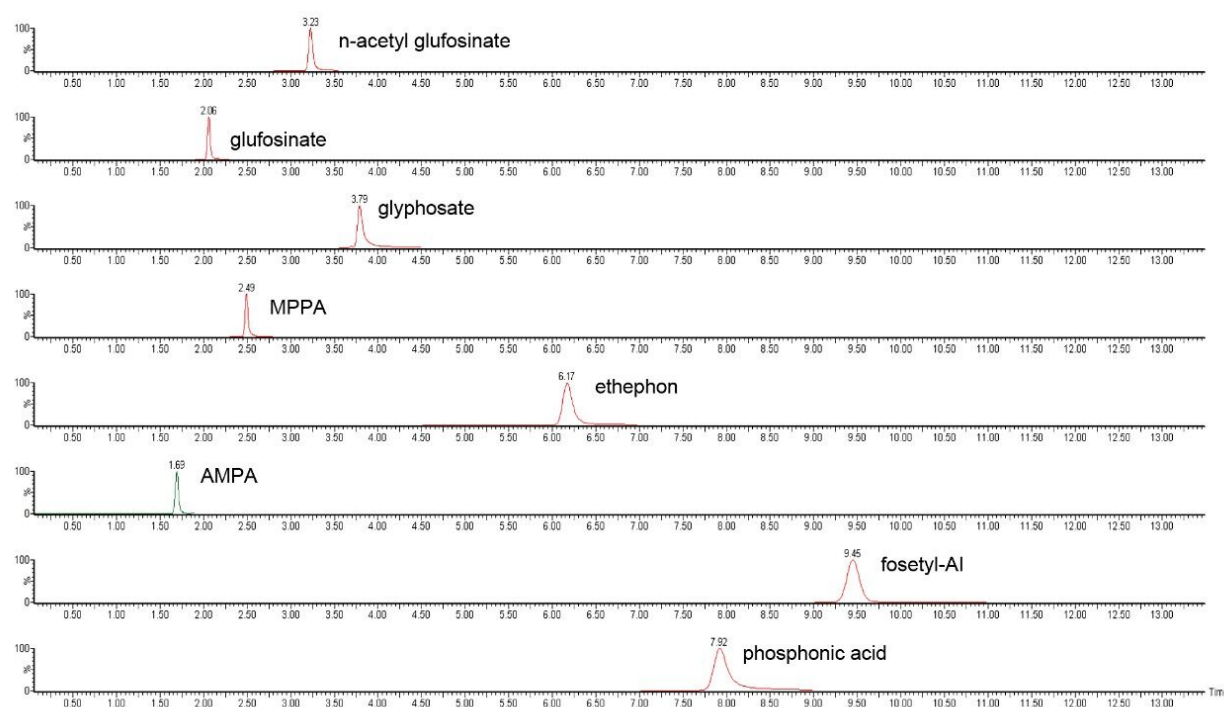 3.23
100
n-acetyl glufosinate
%
0
0.50 1.00 1.50 2.00 2.50 3.00 3.50 4.00 4.50 5.00 5.50 6.00 6.50 7.00 7.50 8.00 8.50 9.00 9.50 10.00 10.50 11.00 11.50 12.00 12.50 13.00
2.06
100
glufosinate
%
0
0.50 1.00 1.50 2.00 2.50 3.00 3.50 4.00 4.50 5.00 5.50 6.00 6.50 7.00 7.50 8.00 8.50 9.00 9.50 10.00 10.50 11.00 11.50 12.00 12.50 13.00
3.79
100
glyphosate
%
0
0.50 1.00 1.50 2.00 2.50 3.00 3.50 4.00 4.50 5.00 5.50 6.00 6.50 7.00 7.50 8.00 8.50 9.00 9.50 10.00 10.50 11.00 11.50 12.00 12.50 13.00
2.49
100
MPPA
%
0
0.50 1.00 1.50 2.00 2.50 3.00 3.50 4.00 4.50 5.00 5.50 6.00 6.50 7.00 7.50 8.00 8.50 9.00 9.50 10.00 10.50 11.00 11.50 12.00 12.50 13.00
6.17
100
ethephon
%
0
0.50 1.00 1.50 2.00 2.50 3.00 3.50 4.00 4.50 5.00 5.50 6.00 6.50 7.00 7.50 8.00 8.50 9.00 9.50 10.00 10.50 11.00 11.50 12.00 12.50 13.00
1.69
100
AMPA
%
0
0.50 1.00 1.50 2.00 2.50 3.00 3.50 4.00 4.50 5.00 5.50 6.00 6.50 7.00 7.50 8.00 8.50 9.00 9.50 10.00 10.50 11.00 11.50 12.00 12.50 13.00
9.45
100
fosetyl-Al
%
0
0.50 1.00 1.50 2.00 2.50 3.00 3.50 4.00 4.50 5.00 5.50 6.00 6.50 7.00 7.50 8.00 8.50 9.00 9.50 10.00 10.50 11.00 11.50 12.00 12.50 13.00
7.92
100
phosphonic acid
%
0 Tim
0.50 1.00 1.50 2.00 2.50 3.00 3.50 4.00 4.50 5.00 5.50 6.00 6.50 7.00 7.50 8.00 8.50 9.00 9.50 10.00 10.50 11.00 11.50 12.00 12.50 13.00